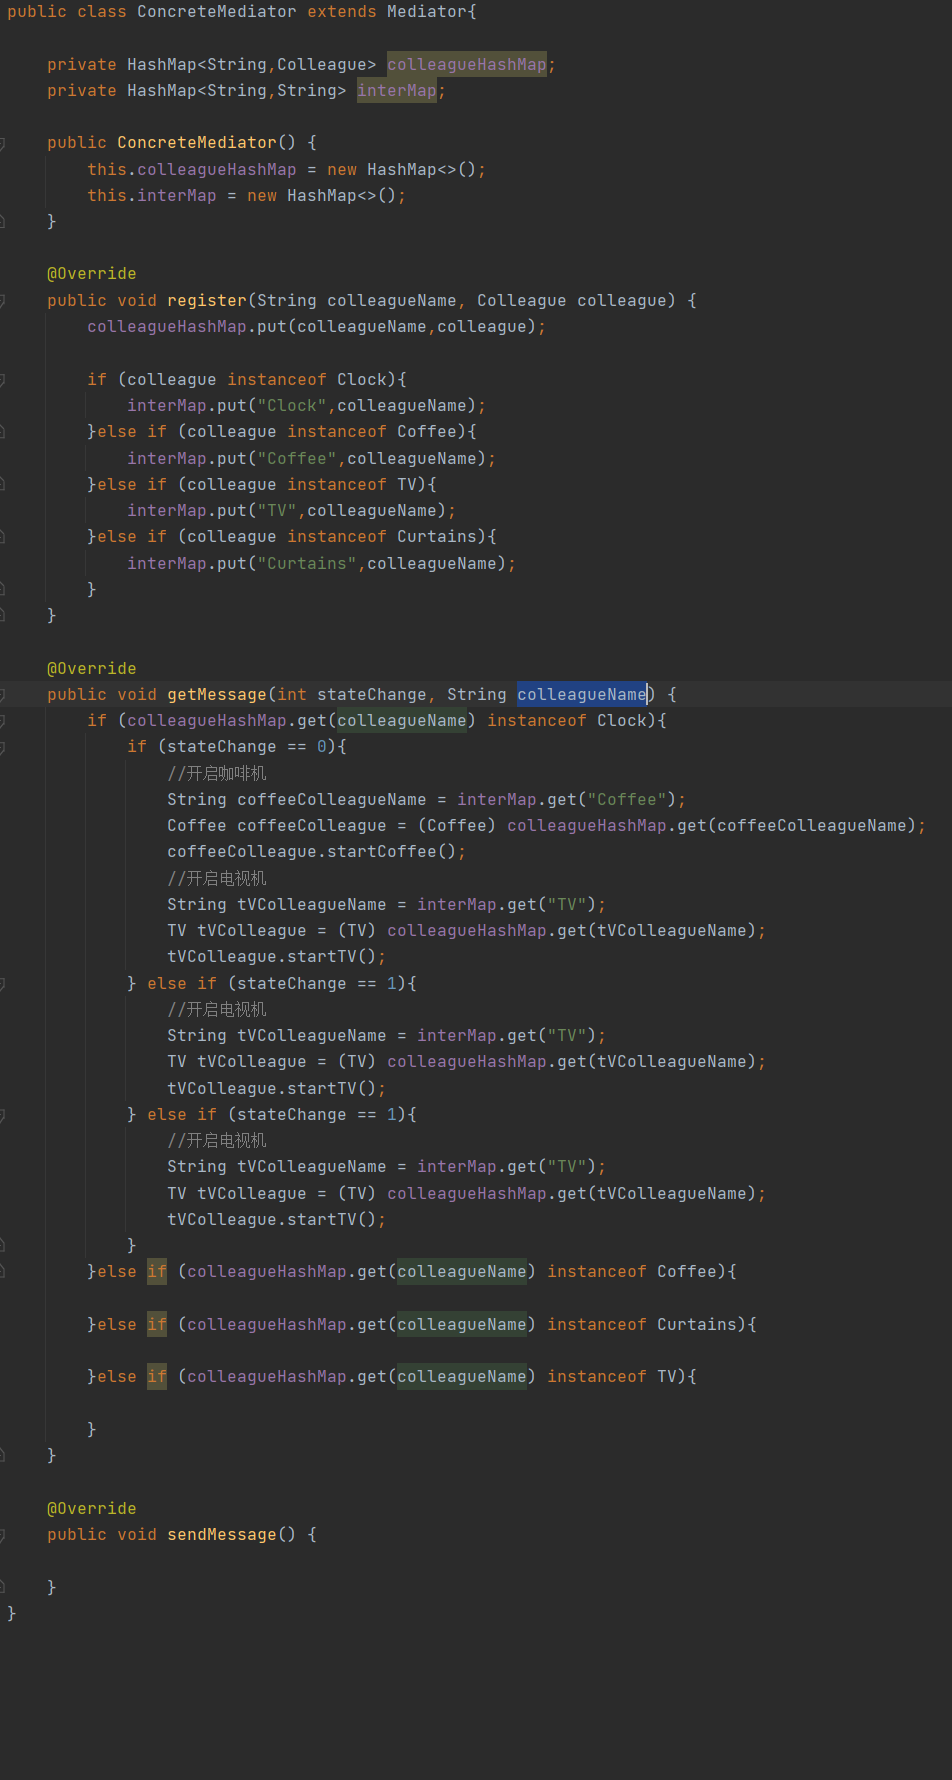 public class ConcreteMediator extends Mediator{
private HashMap<String,Colleague> colleagueHashMap;
private HashMap<String,String> interMap;
public ConcreteMediator() {
this.colleagueHashMap = new HashMap<>();
this.interMap = new HashMap<>();
}
@Override
public void register(String colleagueName, Colleague colleague) {
colleagueHashMap.put(colleagueName,colleague);
if (colleague instanceof Clock){
interMap.put("Clock",colleagueName);
}else if (colleague instanceof Coffee){
interMap.put("Coffee",colleagueName);
}else if (colleague instanceof TV){
interMap.put("TV",colleagueName);
}else if (colleague instanceof Curtains){
interMap.put("Curtains",colleagueName);
}
}
@Override
public void getMessage(int stateChange, String colleagueName) {
if (colleagueHashMap.get(colleagueName) instanceof Clock){
if (stateChange == 0){
//开启咖啡机
String coffeeColleagueName = interMap.get("Coffee");
Coffee coffeeColleague = (Coffee) colleagueHashMap.get(coffeeColleagueName);
coffeeColleague.startCoffee();
//开启电视机
String tVColleagueName = interMap.get("TV");
TV tVColleague = (TV) colleagueHashMap.get(tVColleagueName);
tVColleague.startTV();
} else if (stateChange == 1){
//开启电视机
String tVColleagueName = interMap.get("TV");
TV tVColleague = (TV) colleagueHashMap.get(tVColleagueName);
tVColleague.startTV();
} else if (stateChange == 1){
//开启电视机
String tVColleagueName = interMap.get("TV");
TV tVColleague = (TV) colleagueHashMap.get(tVColleagueName);
tVColleague.startTV();
}
}else if (colleagueHashMap.get(colleagueName) instanceof Coffee){
}else if (colleagueHashMap.get(colleagueName) instanceof Curtains){
}else if (colleagueHashMap.get(colleagueName) instanceof TV){
}
}
@Override
public void sendMessage() {
}
}